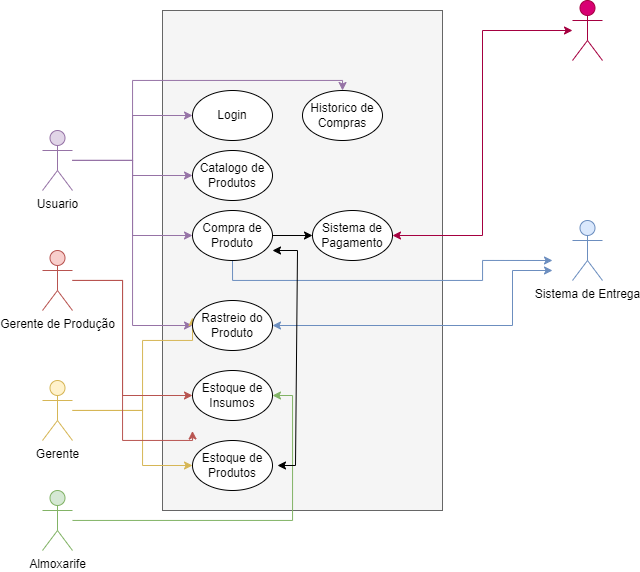 Historico de
Compras
Login
Catalogo de
Produtos
Usuario
Compra de
Produto
Sistema de
Pagamento
Sistema de Entrega
Gerente de Produção
Rastreio do
Produto
Estoque de
Insumos
Gerente
Estoque de
Produtos
Almoxarife